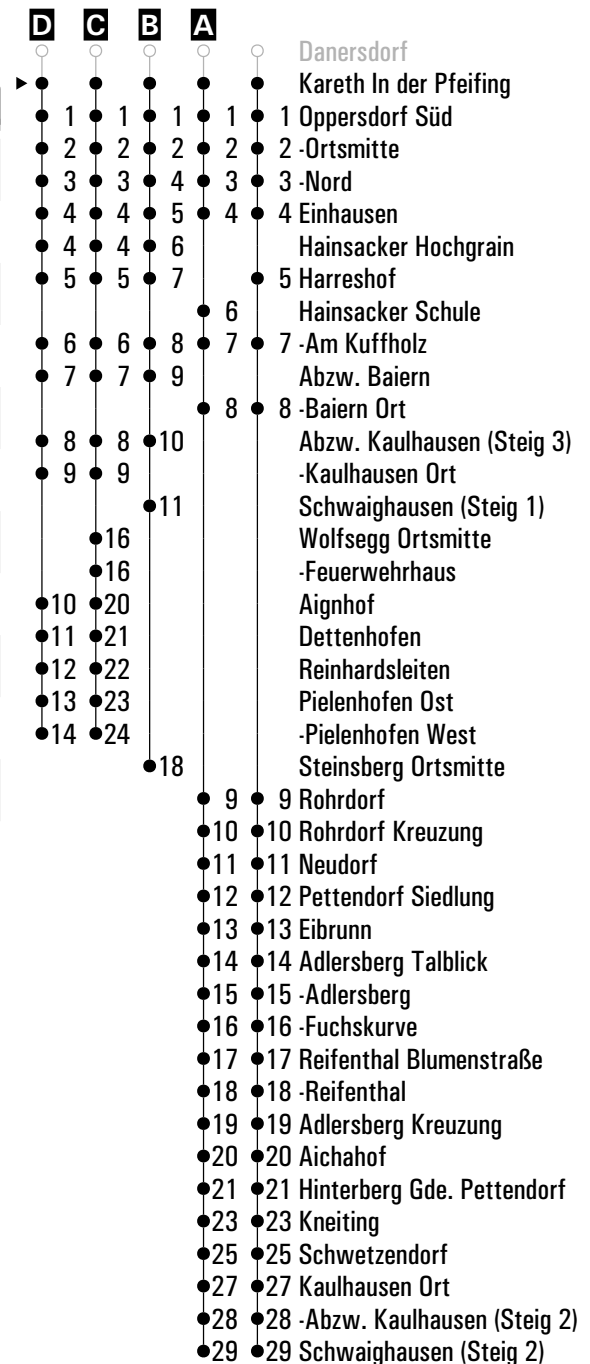 D C B A
Danersdorf
Kareth In der Pfeifing
1 1 1 1 1 Oppersdorf Süd
2 2 2 2 2 -Ortsmitte
3 3 4 3 3 -Nord
4 4 5 4 4 Einhausen
4 4 6 Hainsacker Hochgrain
5 5 7 5 Harreshof
6 Hainsacker Schule
6 6 8 7 7 -Am Kuffholz
7 7 9 Abzw. Baiern
8 8 -Baiern Ort
8 8 10 Abzw. Kaulhausen (Steig 3)
9 9 -Kaulhausen Ort
11 Schwaighausen (Steig 1)
16 Wolfsegg Ortsmitte
16 -Feuerwehrhaus
10 20 Aignhof
11 21 Dettenhofen
12 22 Reinhardsleiten
13 23 Pielenhofen Ost
14 24 -Pielenhofen West
18 Steinsberg Ortsmitte
9 9 Rohrdorf
10 10 Rohrdorf Kreuzung
11 11 Neudorf
12 12 Pettendorf Siedlung
13 13 Eibrunn
14 14 Adlersberg Talblick
15 15 -Adlersberg
16 16 -Fuchskurve
17 17 Reifenthal Blumenstraße
18 18 -Reifenthal
19 19 Adlersberg Kreuzung
20 20 Aichahof
21 21 Hinterberg Gde. Pettendorf
23 23 Kneiting
25 25 Schwetzendorf
27 27 Kaulhausen Ort
28 28 -Abzw. Kaulhausen (Steig 2)
29 29 Schwaighausen (Steig 2)